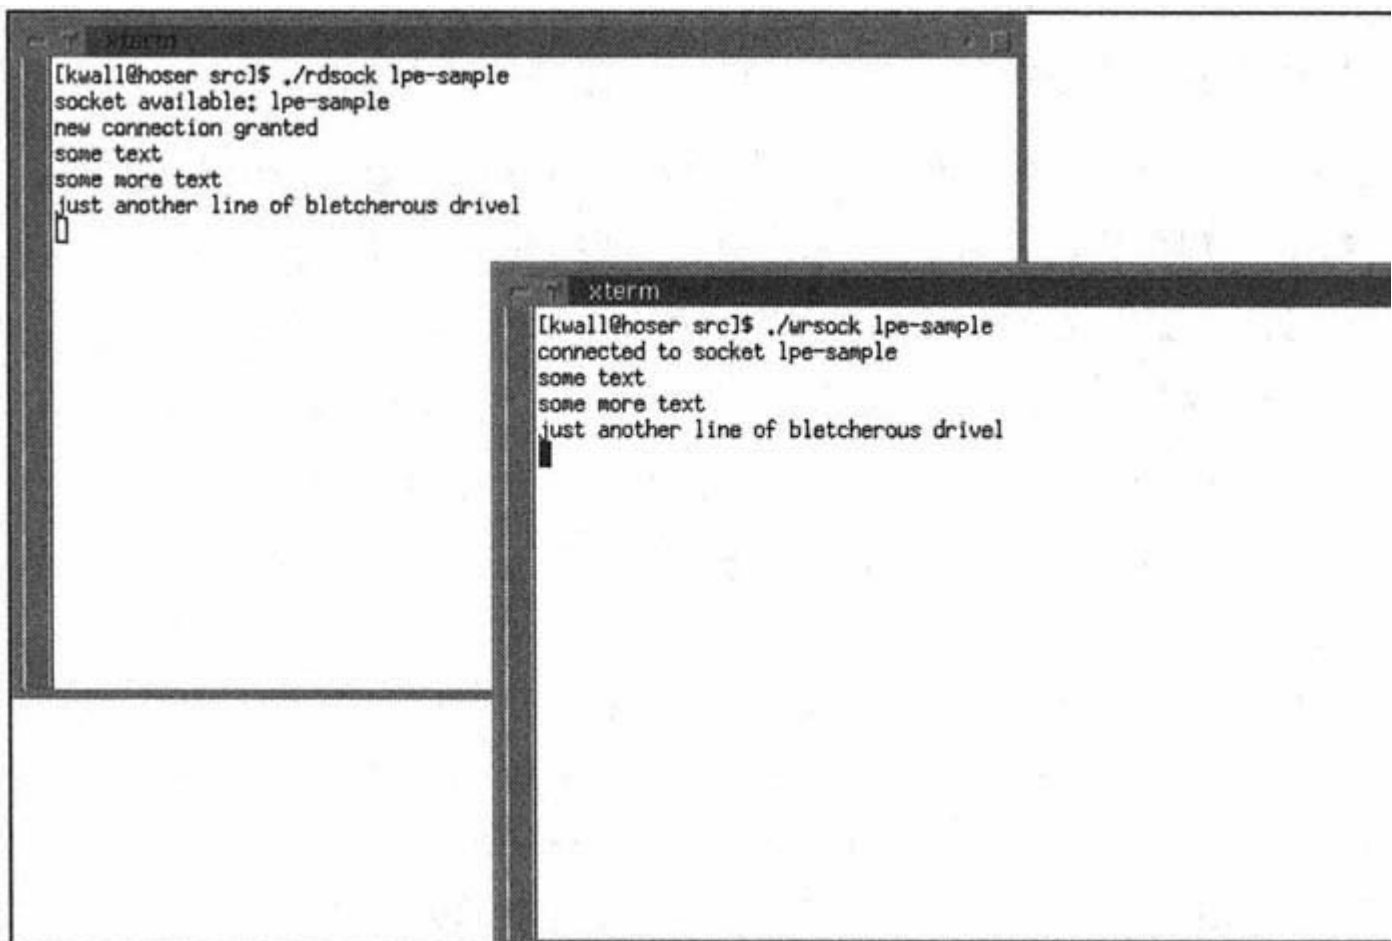 xterm
[kwall@hoser src]$ ./rdsock lpe-sample
socket available: lpe-sample
new connection granted
some text
some more text
just another line of bletcherous drivel
xterm
[kwall@hoser src]$ ./wrsock lpe-sample
connected to socket lpe-sample
some text
some more text
just another line of bletcherous drivel